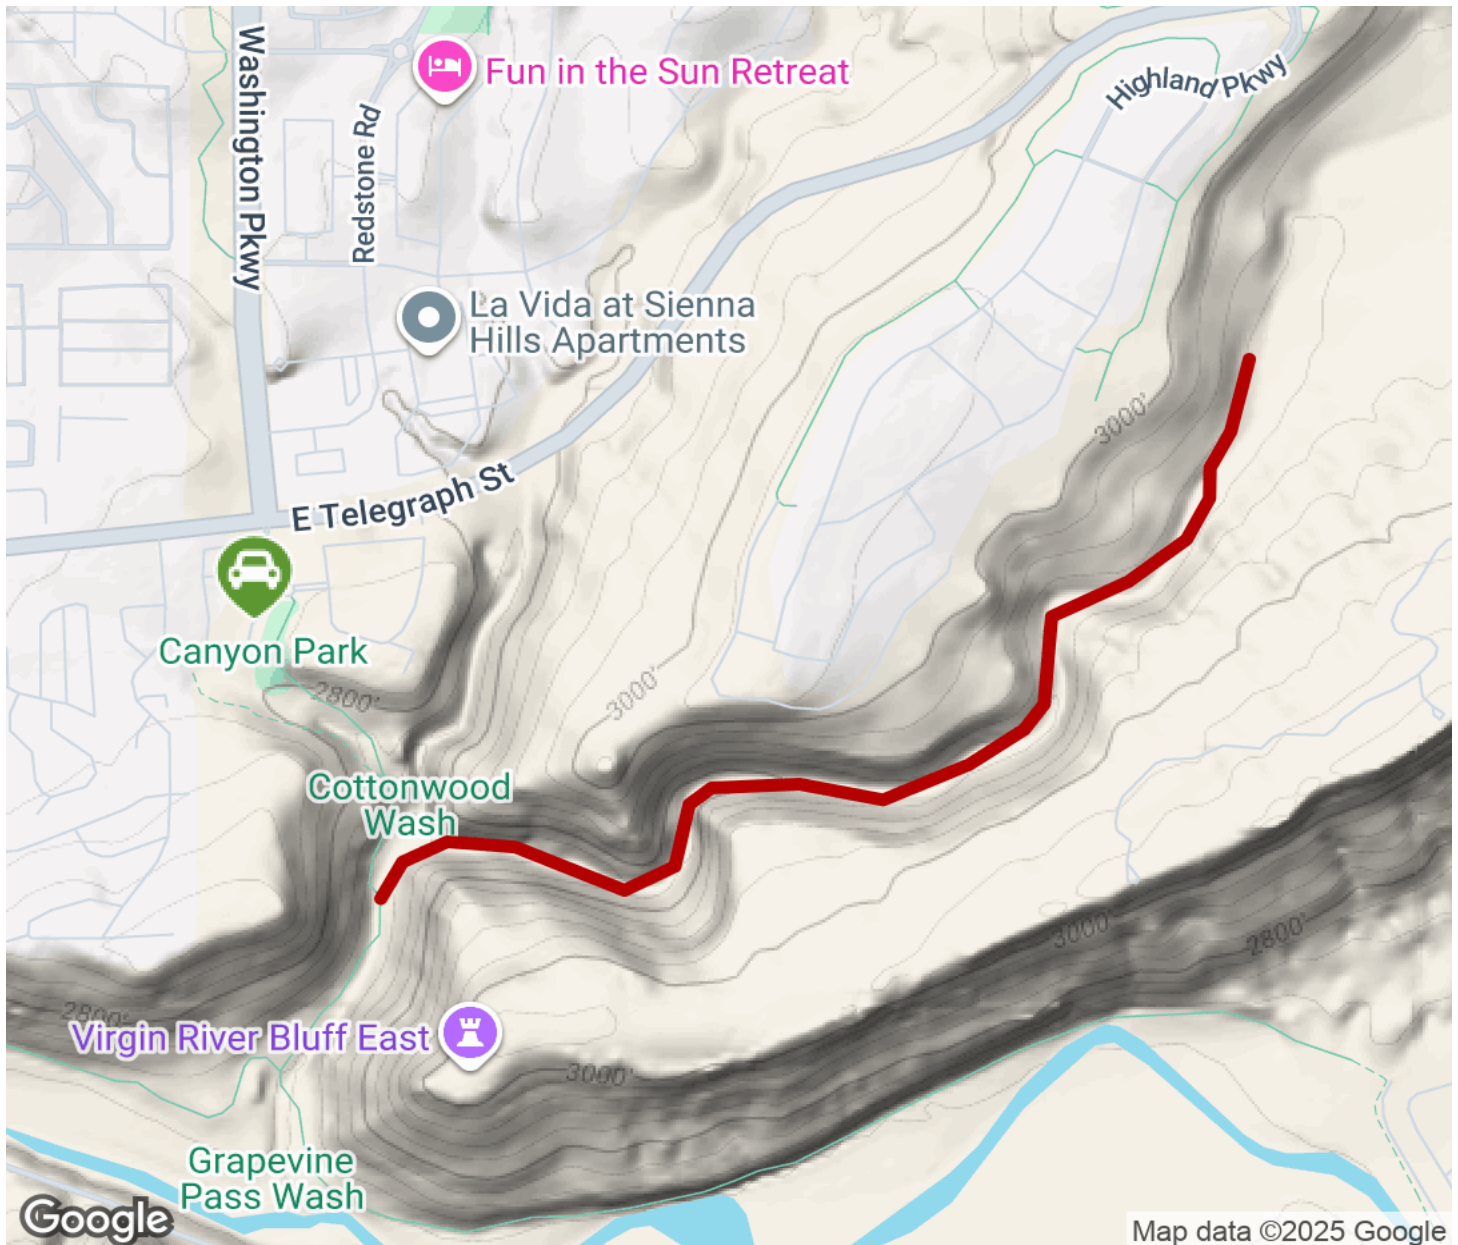 Washington Pkwy
Redstone Rd
Fun in the Sun Retreat
Highland Pkwy
La Vida at Sienna
Hills Apartments
3000'
E Telegraph St
Canyon Park
2800'
3000'
Cottonwood
Wash
3000'
2800'
2800'
Virgin River Bluff East
3000'
Grapevine
Pass Wash
Google
Map data ©2025 Google